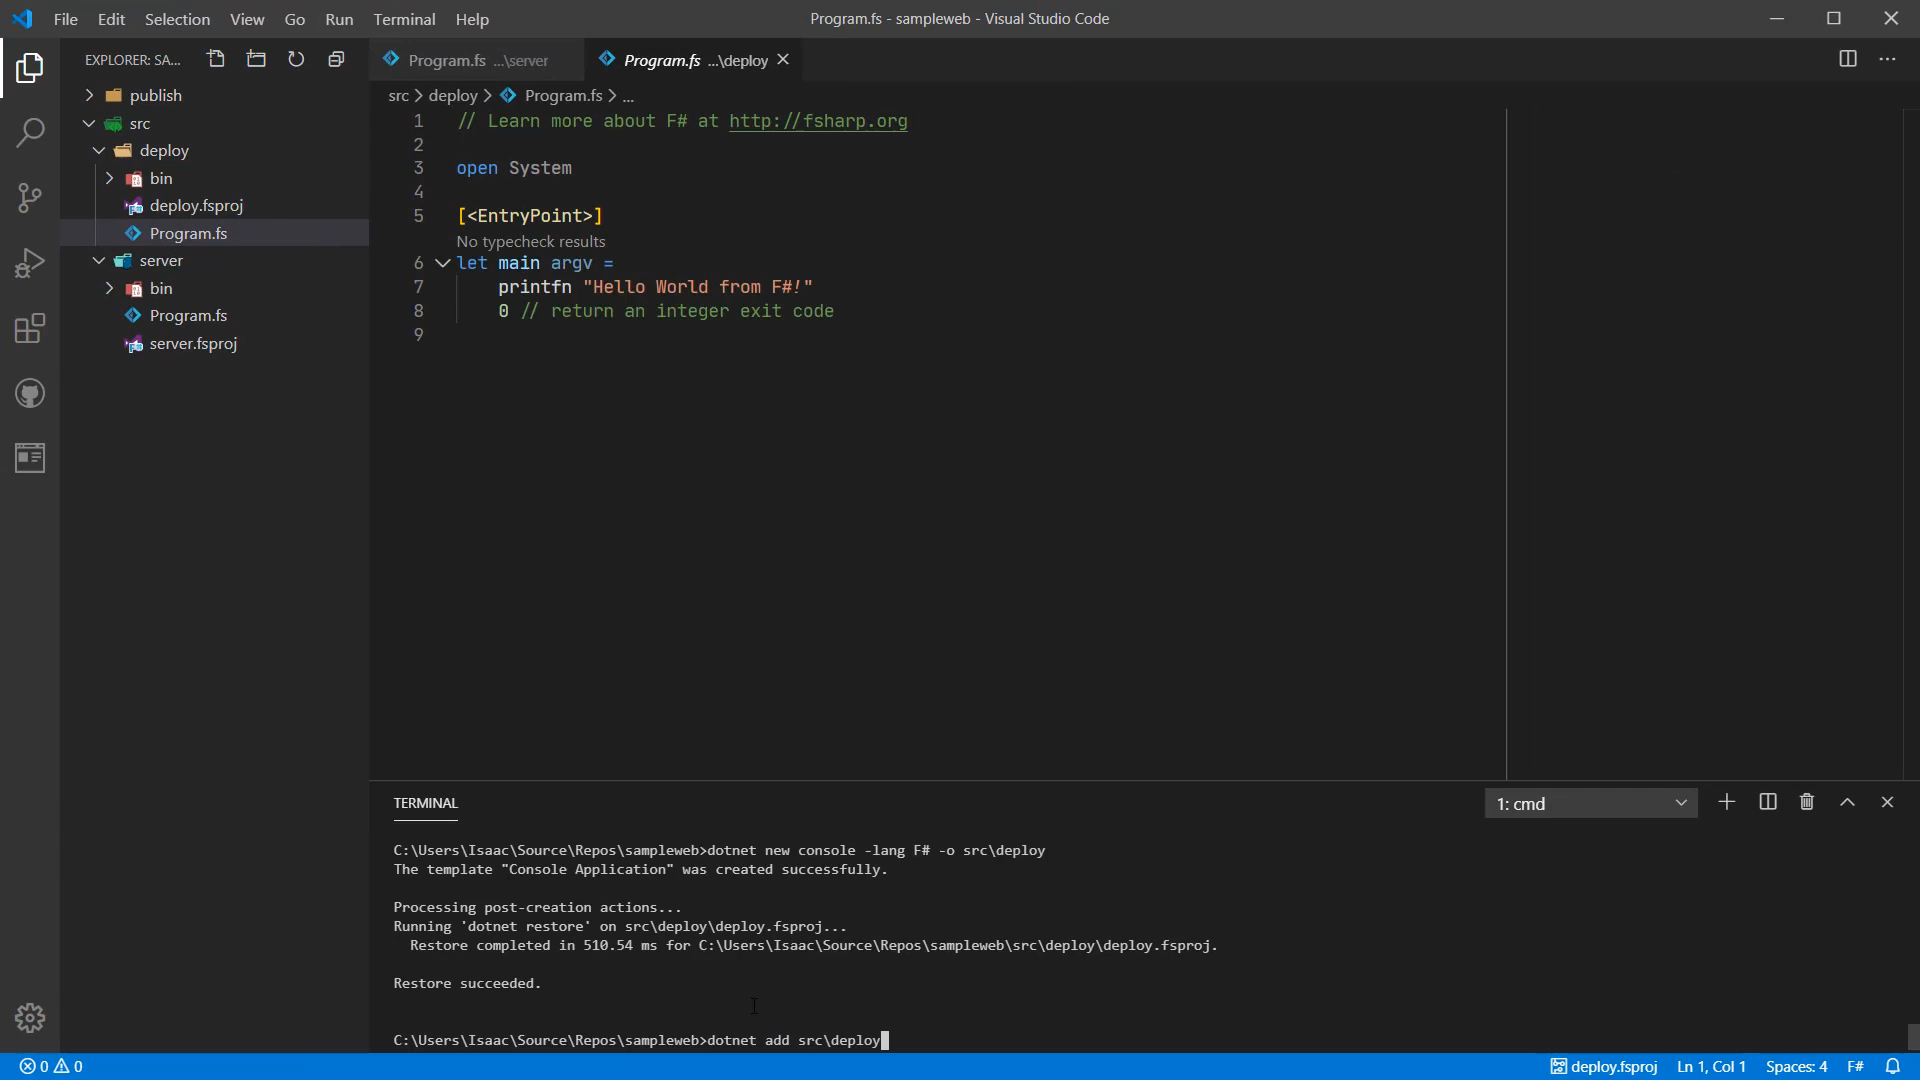 File Edit Selection View Go Run Terminal Help
Program.fs - sampleweb - Visual Studio Code
EXPLORER: SA...
publish
src
deploy
bin
deploy.fsproj
Program.fs
server
bin
Program.fs
server.fsproj
Program.fs ...\server
Program.fs ...\deploy
src > deploy > Program.fs > ...
1 // Learn more about F# at http://fsharp.org
2
3 open System
4
5 [<EntryPoint>]
No typecheck results
6 let main argv =
7 printfn "Hello World from F#!"
8 0 // return an integer exit code
9
TERMINAL
1: cmd
C:\Users\Isaac\Source\Repos\sampleweb>dotnet new console -lang F# -o src\deploy
The template "Console Application" was created successfully.
Processing post-creation actions...
Running 'dotnet restore' on src\deploy\deploy.fsproj...
Restore completed in 510.54 ms for C:\Users\Isaac\Source\Repos\sampleweb\src\deploy\deploy.fsproj.
Restore succeeded.
C:\Users\Isaac\Source\Repos\sampleweb>dotnet add src\deploy
0 0
deploy.fsproj Ln 1, Col 1 Spaces: 4 F#